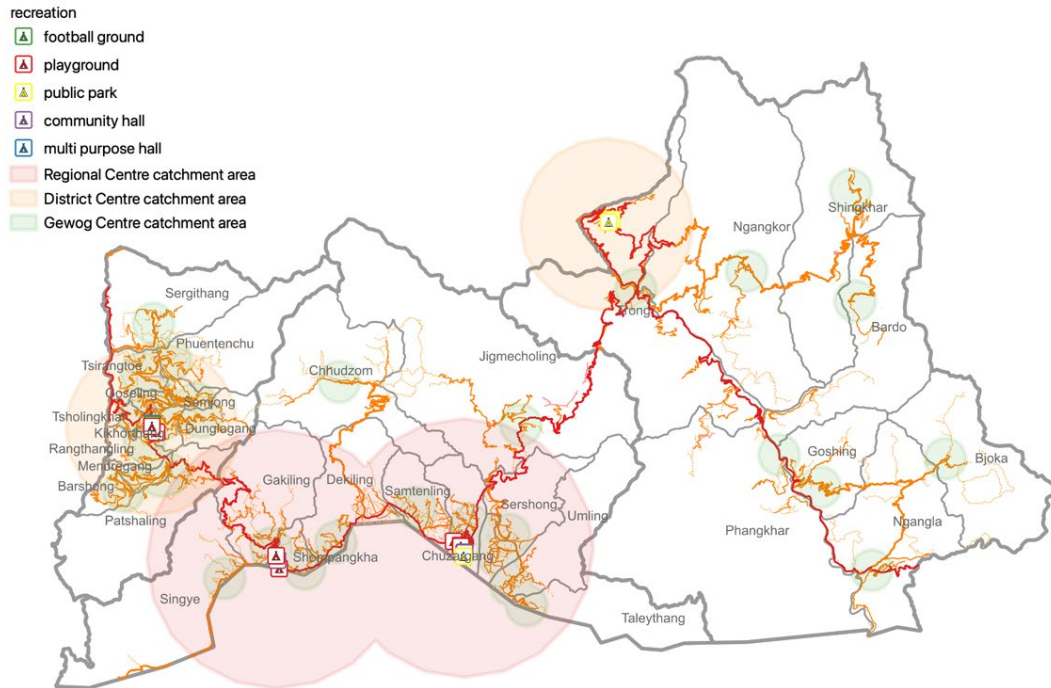 recreation
football ground
playground
public park
community hall
multi purpose hall
Regional Centre catchment area
District Centre catchment area
Gewog Centre catchment area
Shingkhar
Ngangkor
Sergithang
Trong
Bardo
Phuentenchu
Jigmecholing
Tsirangtoe
Chhudzom
Goseling
Semjong
Tsholingkhar
Dunglagang
Kikhorthang
Rangthangling
Goshing
Bjoka
Mendregang
Gakiling
Dekiling
Barshong
Samtenling
Sershong
Umling
Patshaling
Phangkhar
Ngangla
Shompangkha
Chuzargang
Singye
Taleythang